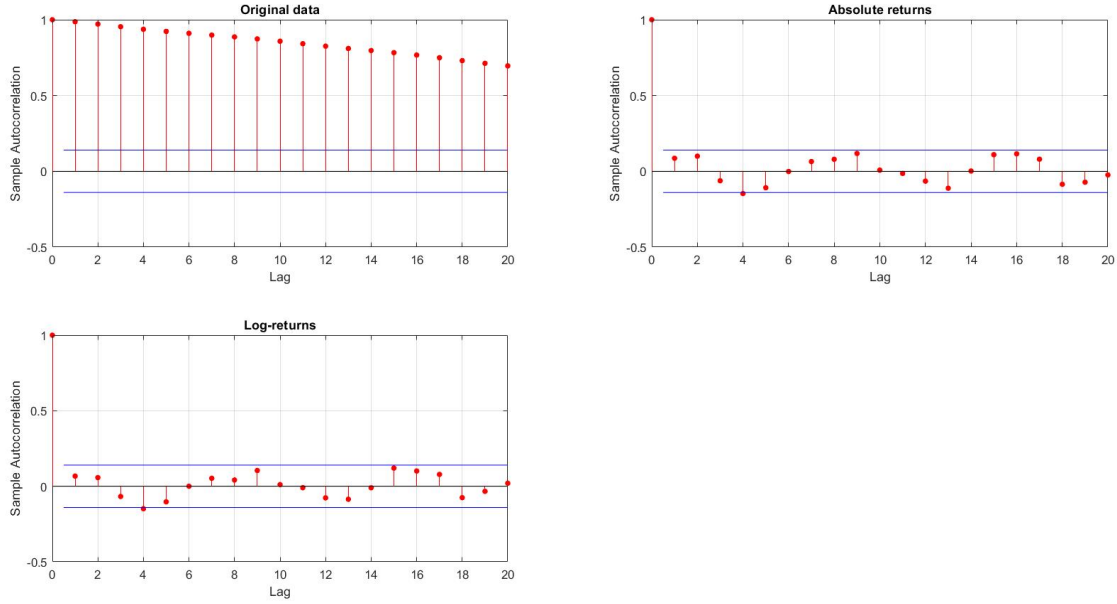 Original data
1
0.5
0
-0.5
Sample Autocorrelation
0 2 4 6 8 10 12 14 16 18 20
Lag
Absolute returns
1
0.5
0
-0.5
Sample Autocorrelation
0 2 4 6 8 10 12 14 16 18 20
Lag
Log-returns
1
0.5
0
-0.5
Sample Autocorrelation
0 2 4 6 8 10 12 14 16 18 20
Lag